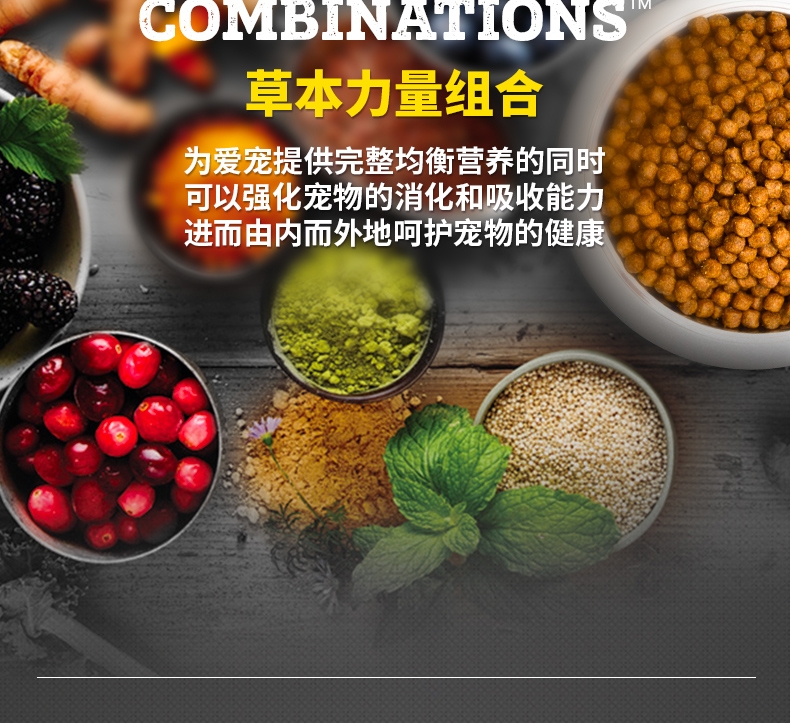 COMBINATIONS™
草本力量组合
为爱宠提供完整均衡营养的同时
可以强化宠物的消化和吸收能力
进而由内而外地呵护宠物的健康